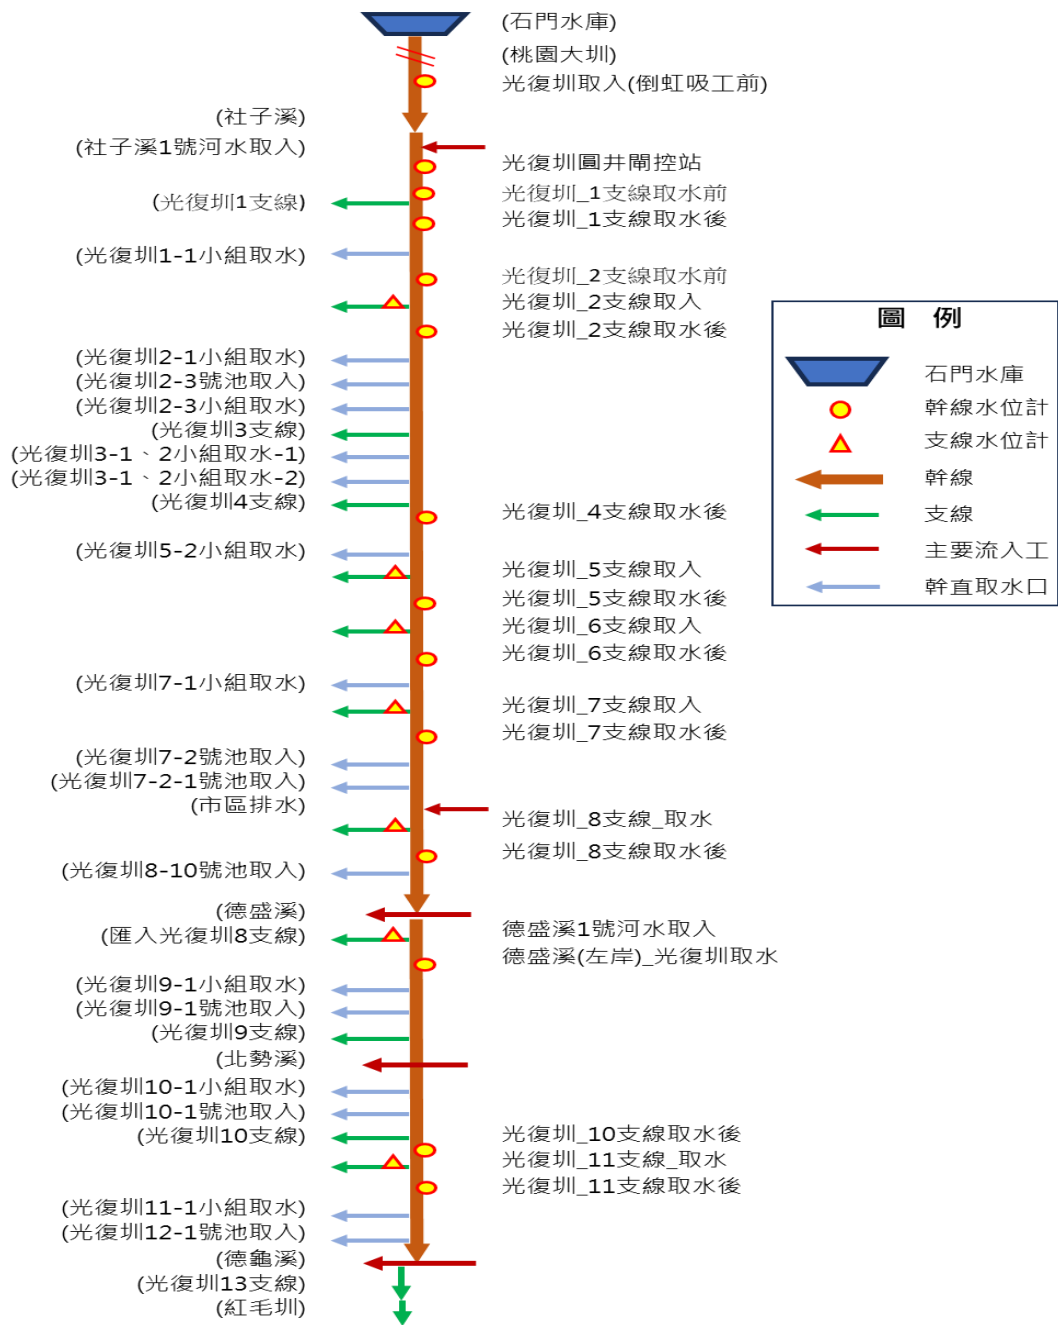 (石門水庫)
(桃園大圳)
光復圳取入(倒虹吸工前)
(社子溪)
(社子溪1號河水取入)
光復圳圓井閘控站
光復圳_1支線取水前
(光復圳1支線)
光復圳_1支線取水後
(光復圳1-1小組取水)
光復圳_2支線取水前
光復圳_2支線取入
光復圳_2支線取水後
(光復圳2-1小組取水)
(光復圳2-3號池取入)
(光復圳2-3小組取水)
(光復圳3支線)
(光復圳3-1、2小組取水-1)
(光復圳3-1、2小組取水-2)
(光復圳4支線)
光復圳_4支線取水後
(光復圳5-2小組取水)
光復圳_5支線取入
光復圳_5支線取水後
光復圳_6支線取入
光復圳_6支線取水後
(光復圳7-1小組取水)
光復圳_7支線取入
光復圳_7支線取水後
(光復圳7-2號池取入)
(光復圳7-2-1號池取入)
(市區排水)
光復圳_8支線_取水
光復圳_8支線取水後
(光復圳8-10號池取入)
(德盛溪)
德盛溪1號河水取入
(匯入光復圳8支線)
德盛溪(左岸)_光復圳取水
(光復圳9-1小組取水)
(光復圳9-1號池取入)
(光復圳9支線)
(北勢溪)
(光復圳10-1小組取水)
(光復圳10-1號池取入)
(光復圳10支線)
光復圳_10支線取水後
光復圳_11支線_取水
光復圳_11支線取水後
(光復圳11-1小組取水)
(光復圳12-1號池取入)
(德龜溪)
(光復圳13支線)
(紅毛圳)
圖 例
石門水庫
幹線水位計
支線水位計
幹線
支線
主要流入工
幹直取水口